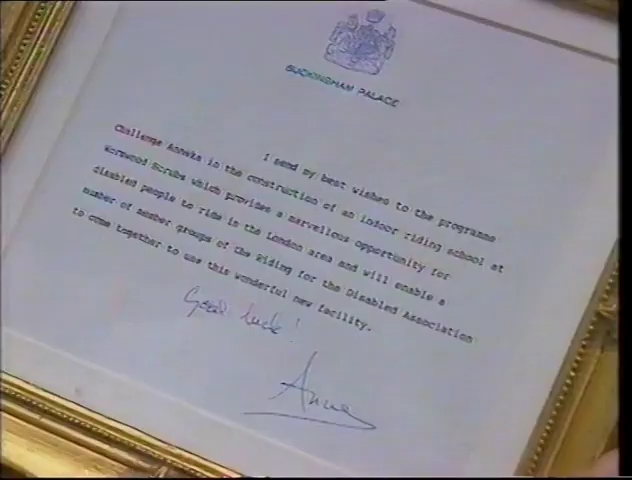 BUCKINGHAM PALACE
I send my best wishes to the programme
Challenge Anneka in the construction of an indoor riding school at
Wormwood Scrubs which provides a marvellous opportunity for
disabled people to ride in the London area and will enable a
number of member groups of the Riding for the Disabled Association
to come together to use this wonderful new facility.
Good luck!
Anne